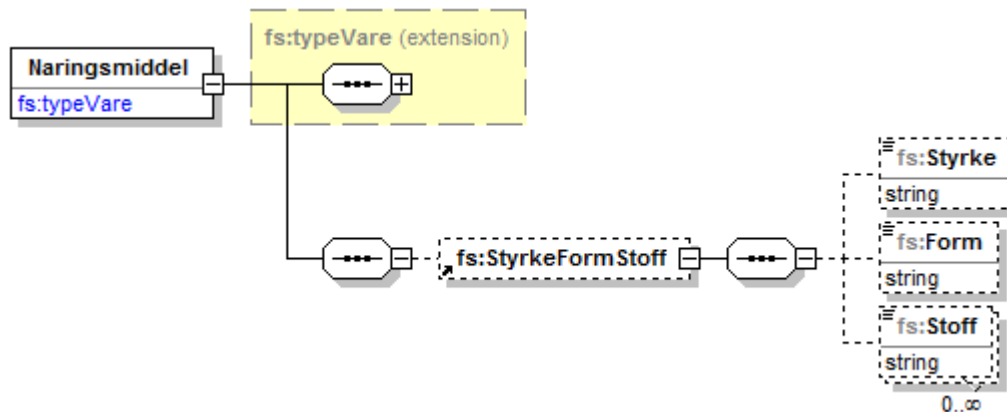 fs:typeVare (extension)
Naringsmiddel
fs:typeVare
fs:Styrke
string
fs:StyrkeFormStoff
fs:Form
string
fs:Stoff
string
0..∞